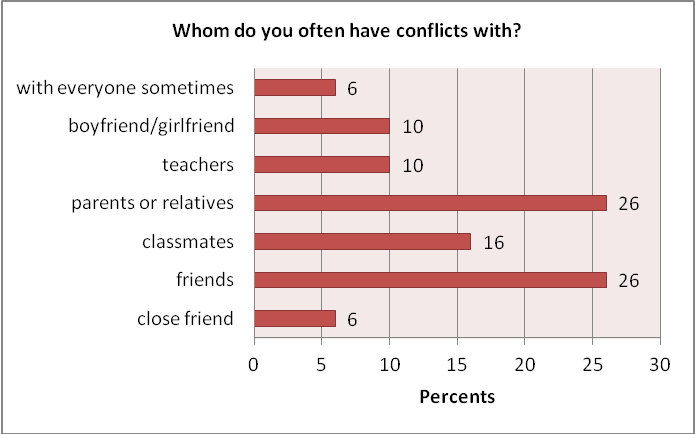 Whom do you often have conflicts with?
with everyone sometimes 6
boyfriend/girlfriend 10
teachers 10
parents or relatives 26
classmates 16
friends 26
close friend 6
0 5 10 15 20 25 30
Percents